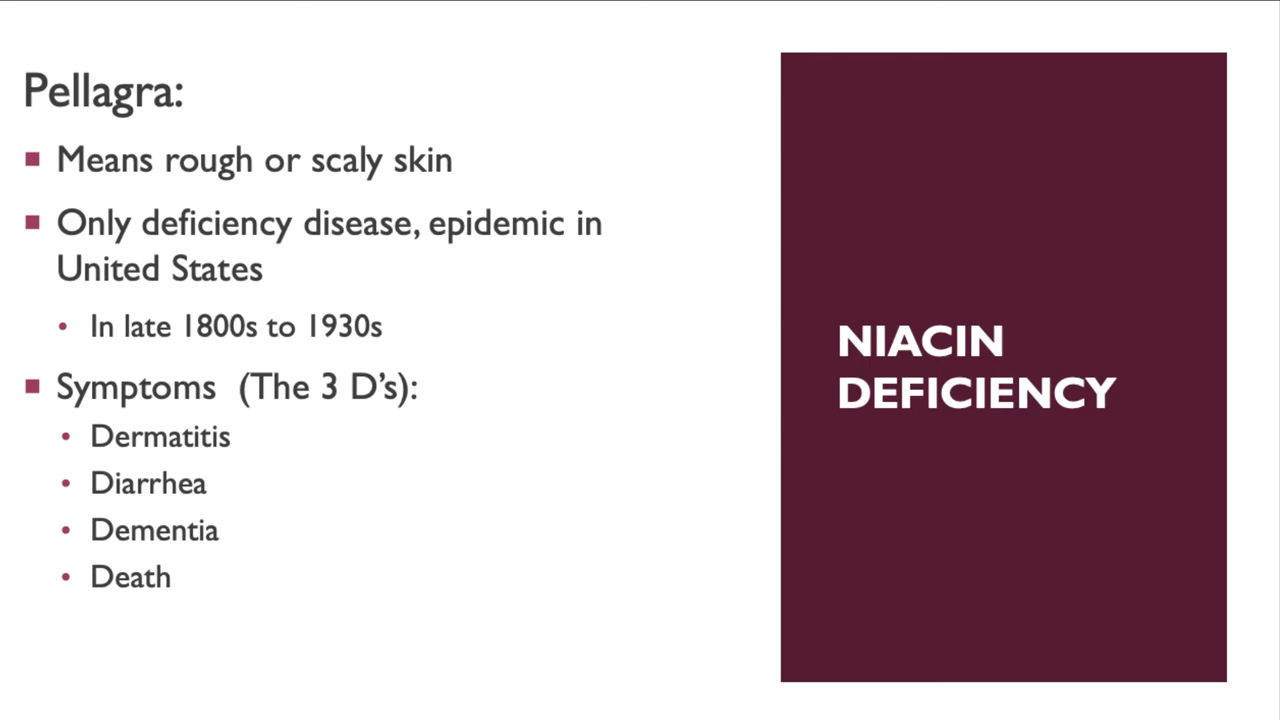 Pellagra:
Means rough or scaly skin
Only deficiency disease, epidemic in
United States
In late 1800s to 1930s
Symptoms (The 3 D's):
Dermatitis
Diarrhea
Dementia
Death
NIACIN
DEFICIENCY